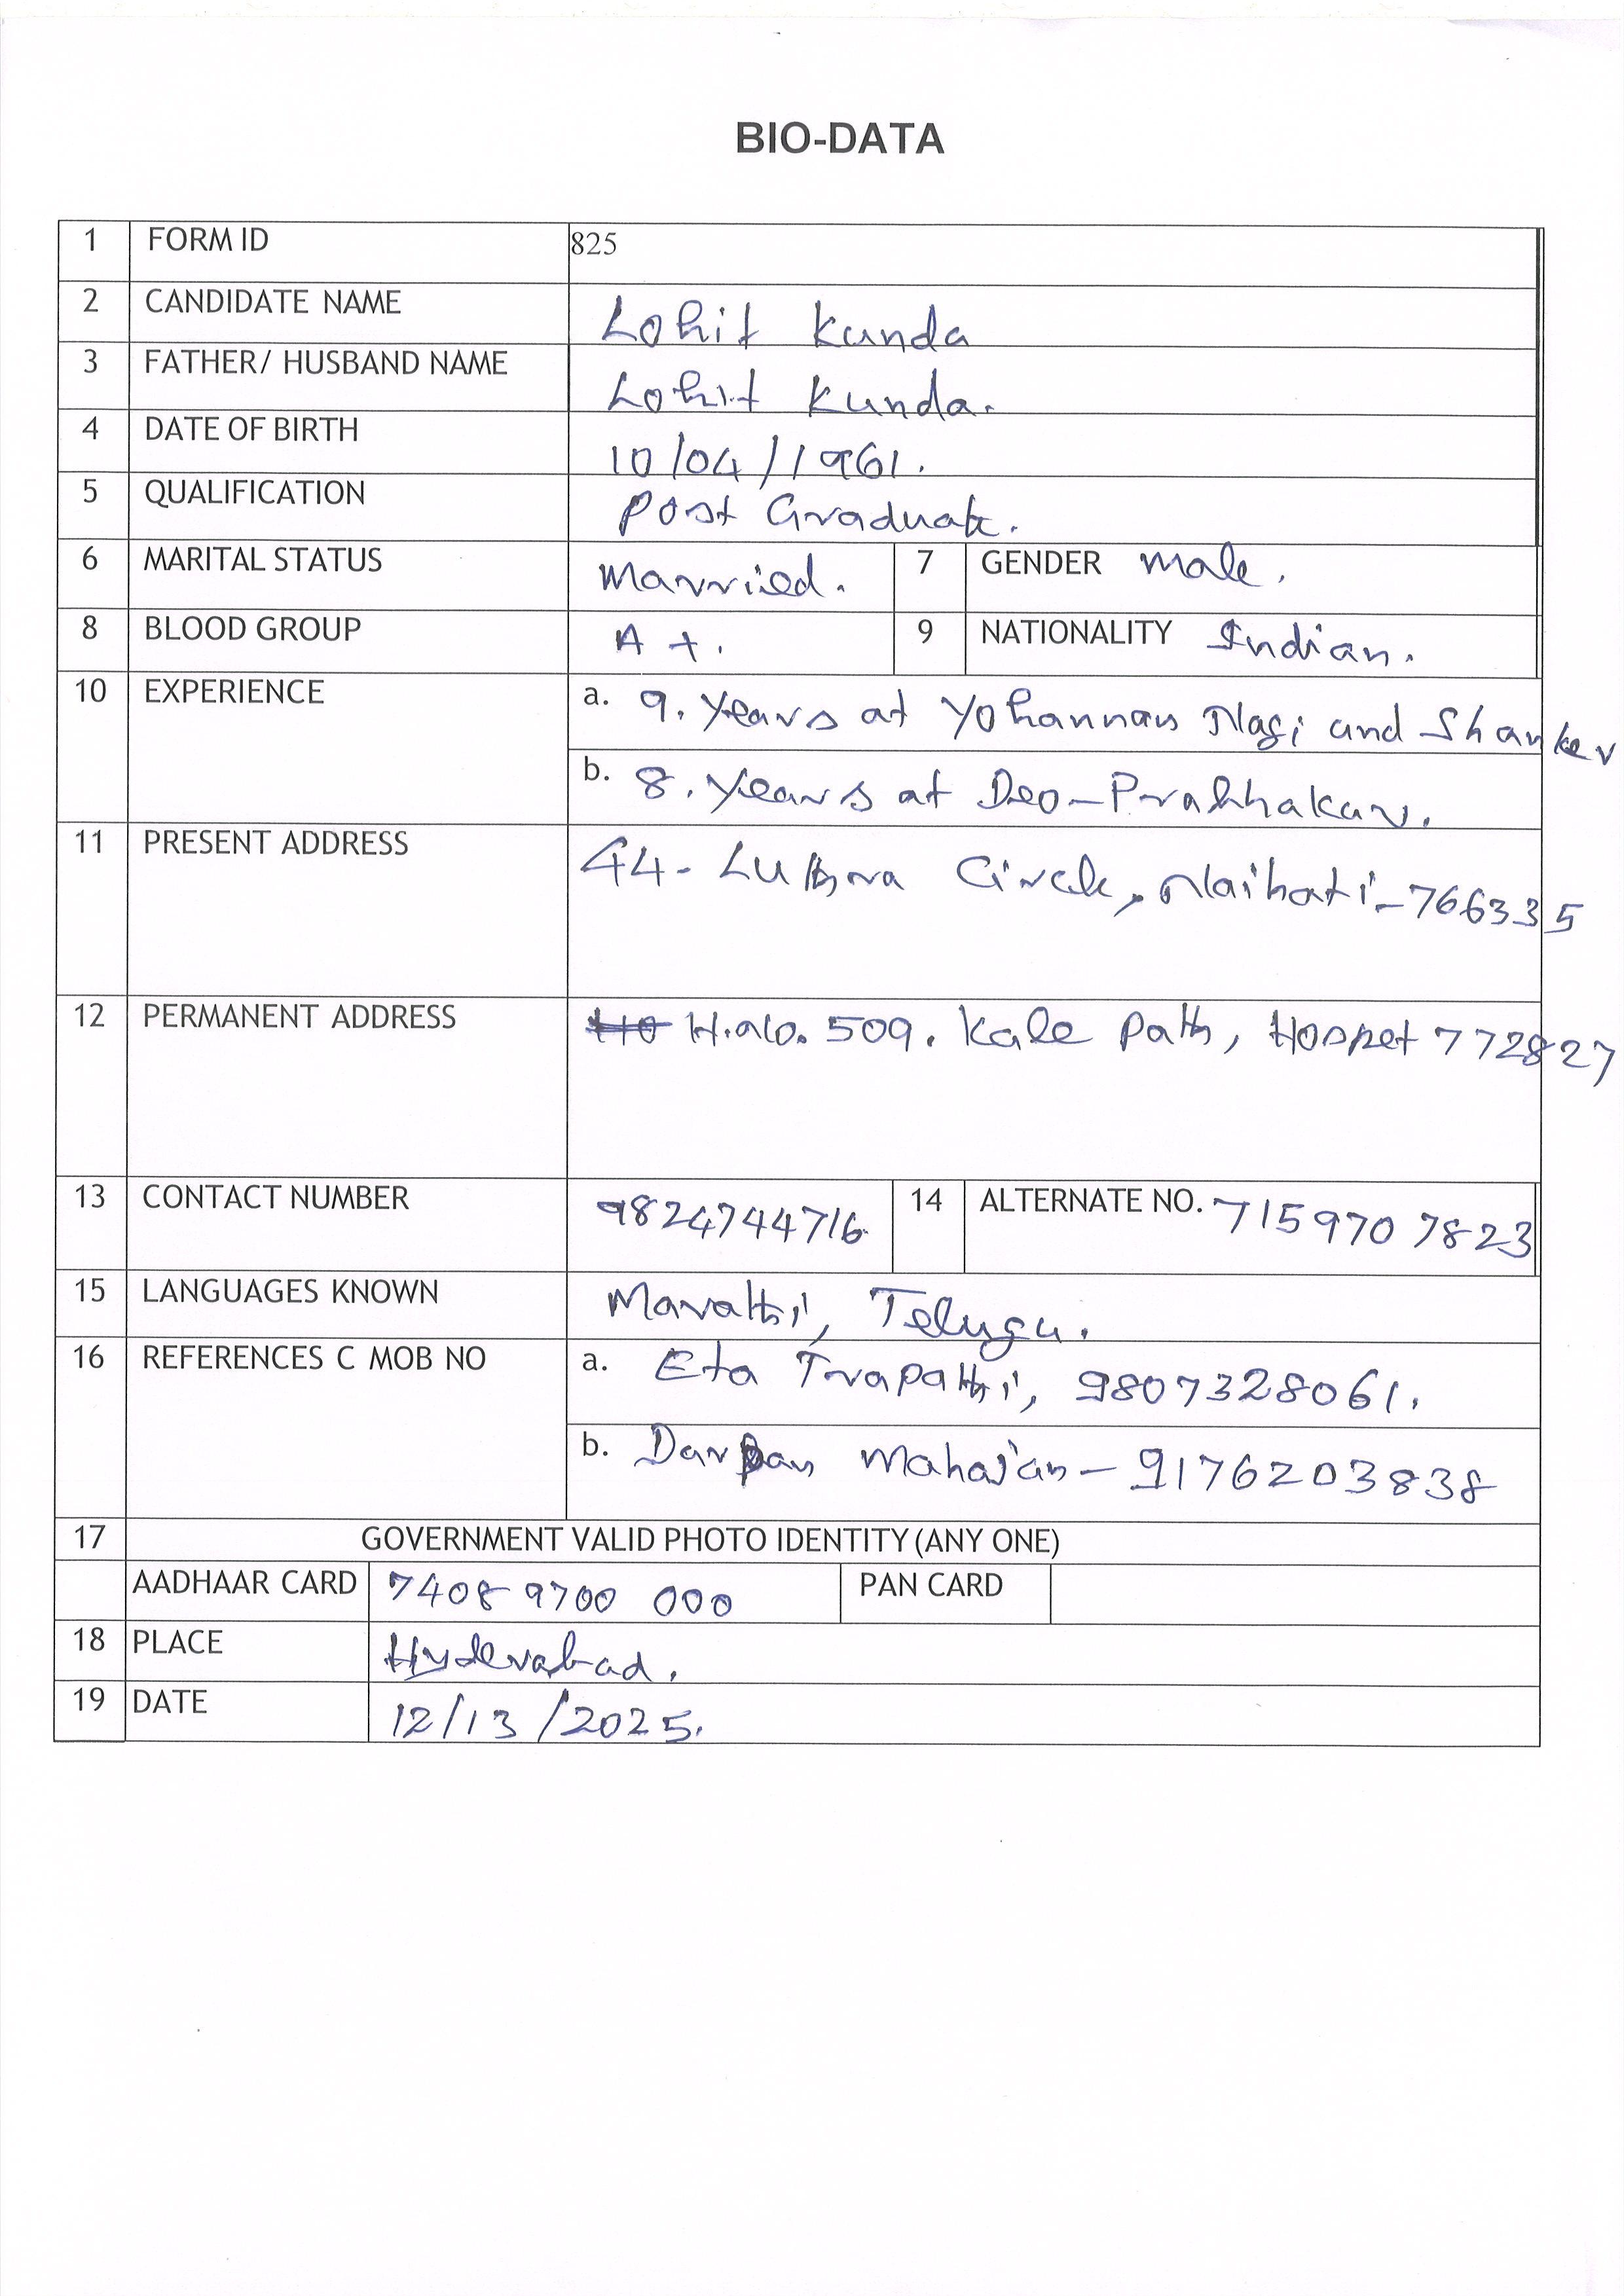 BIO-DATA
1 FORM ID 825
2 CANDIDATE NAME Lohit Kunda
3 FATHER/ HUSBAND NAME Lohit Kunda.
4 DATE OF BIRTH 10/04/1961.
5 QUALIFICATION Post Graduate.
6 MARITAL STATUS Married. 7 GENDER Male.
8 BLOOD GROUP A+. 9 NATIONALITY Indian.
10 EXPERIENCE a. 9. Years at Yohannan Nagi and Shanker
b. 8. Years at Deo-Prabhakar.
11 PRESENT ADDRESS 44- Luthra Circle, Naihati-766335
12 PERMANENT ADDRESS H.No. 509. Kale Path, Hospet 772827
13 CONTACT NUMBER 9824744716 14 ALTERNATE NO. 7159707823
15 LANGUAGES KNOWN Marathi, Telugu.
16 REFERENCES C MOB NO a. Eta Trapathi, 9807328061.
b. Darpan Mahajan- 9176203838
17 GOVERNMENT VALID PHOTO IDENTITY (ANY ONE)
AADHAAR CARD 7408 9700 000 PAN CARD
18 PLACE Hyderabad.
19 DATE 12/13/2025.